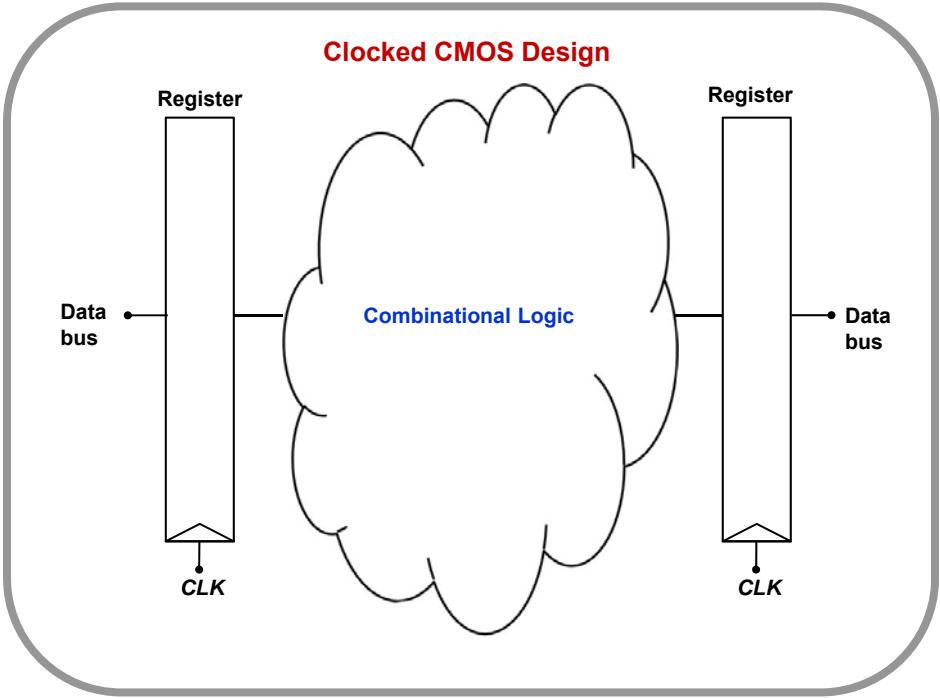 Clocked CMOS Design
Register
Register
Data
bus
Combinational Logic
Data
bus
CLK
CLK